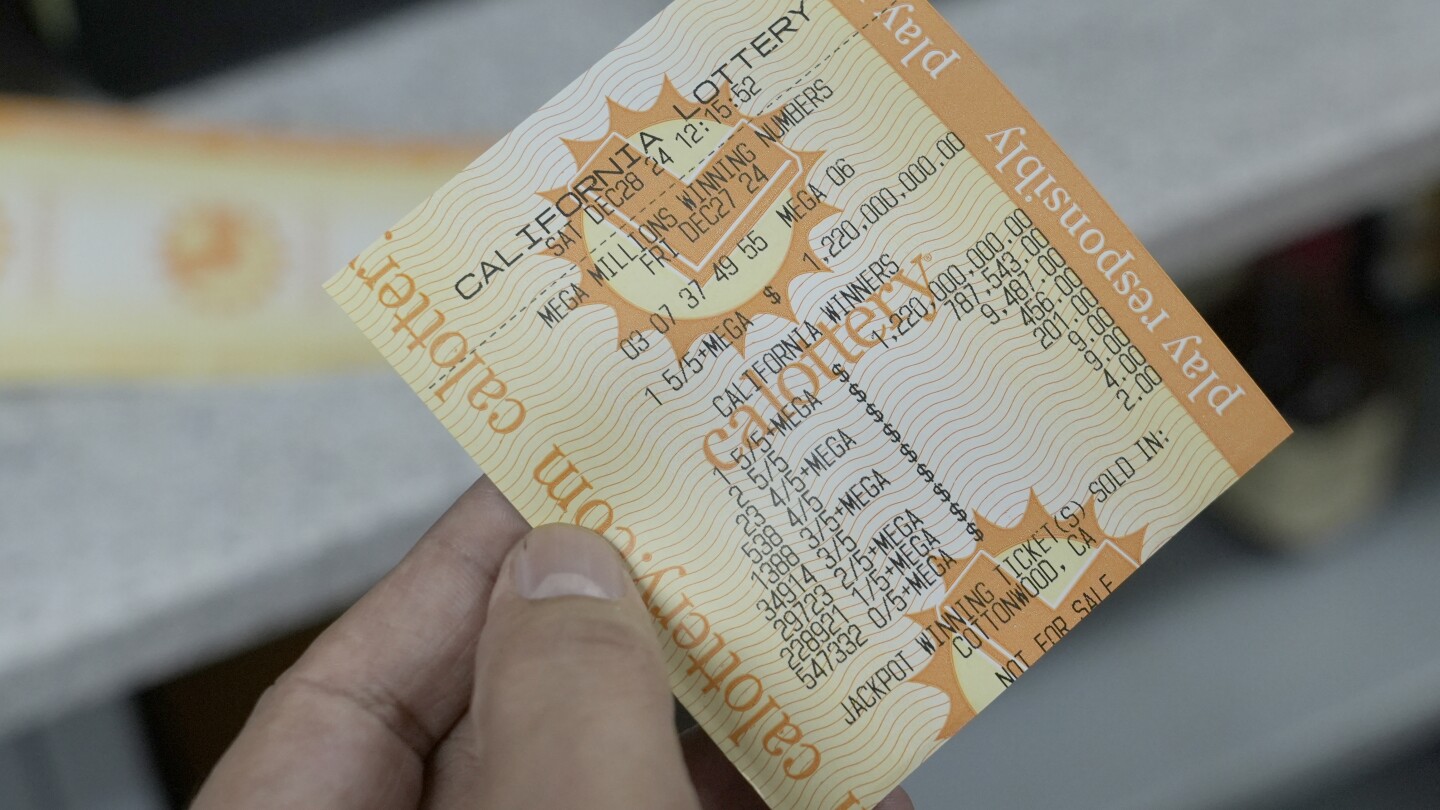 CALIFORNIA LOTTERY
SAT DEC28 24 12:15:52
MEGA MILLIONS WINNING NUMBERS
FRI DEC27 24
03 07 37 49 55 MEGA 06
1 5/5+MEGA $ 1,220,000,000.00
CALIFORNIA WINNERS
1 5/5+MEGA $ 1,220,000,000.00
2 5/5 $ 787,543.00
23 4/5+MEGA $ 9,487.00
538 4/5 $ 456.00
1388 3/5+MEGA $ 201.00
34914 3/5 $ 9.00
29723 2/5+MEGA $ 9.00
228921 1/5+MEGA $ 4.00
547332 0/5+MEGA $ 2.00
JACKPOT WINNING TICKET(S) SOLD IN:
COTTONWOOD, CA
NOT FOR SALE
calottery®
calottery.
calottery.com
play
play responsibly